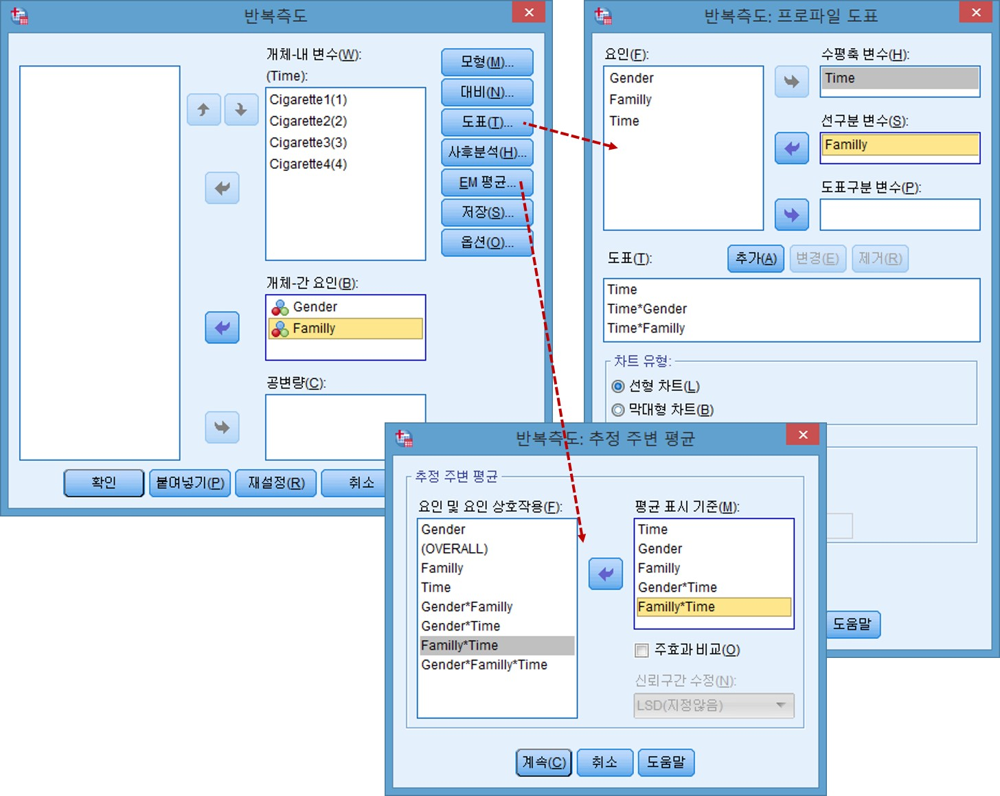 반복측도
개체-내 변수(W):
(Time):
Cigarette1(1)
Cigarette2(2)
Cigarette3(3)
Cigarette4(4)
모형(M)...
대비(N)...
도표(T)...
사후분석(H)...
EM 평균...
저장(S)...
옵션(O)...
개체-간 요인(B):
Gender
Familly
공변량(C):
확인
붙여넣기(P)
재설정(R)
취소
반복측도: 프로파일 도표
요인(F):
Gender
Familly
Time
수평축 변수(H):
Time
선구분 변수(S):
Familly
도표구분 변수(P):
도표(T):
추가(A)
변경(E)
제거(R)
Time
Time*Gender
Time*Familly
차트 유형:
선형 차트(L)
막대형 차트(B)
도움말
반복측도: 추정 주변 평균
추정 주변 평균
요인 및 요인 상호작용(F):
Gender
(OVERALL)
Familly
Time
Gender*Familly
Gender*Time
Familly*Time
Gender*Familly*Time
평균 표시 기준(M):
Time
Gender
Familly
Gender*Time
Familly*Time
주효과 비교(O)
신뢰구간 수정(N):
LSD(지정않음)
계속(C)
취소
도움말